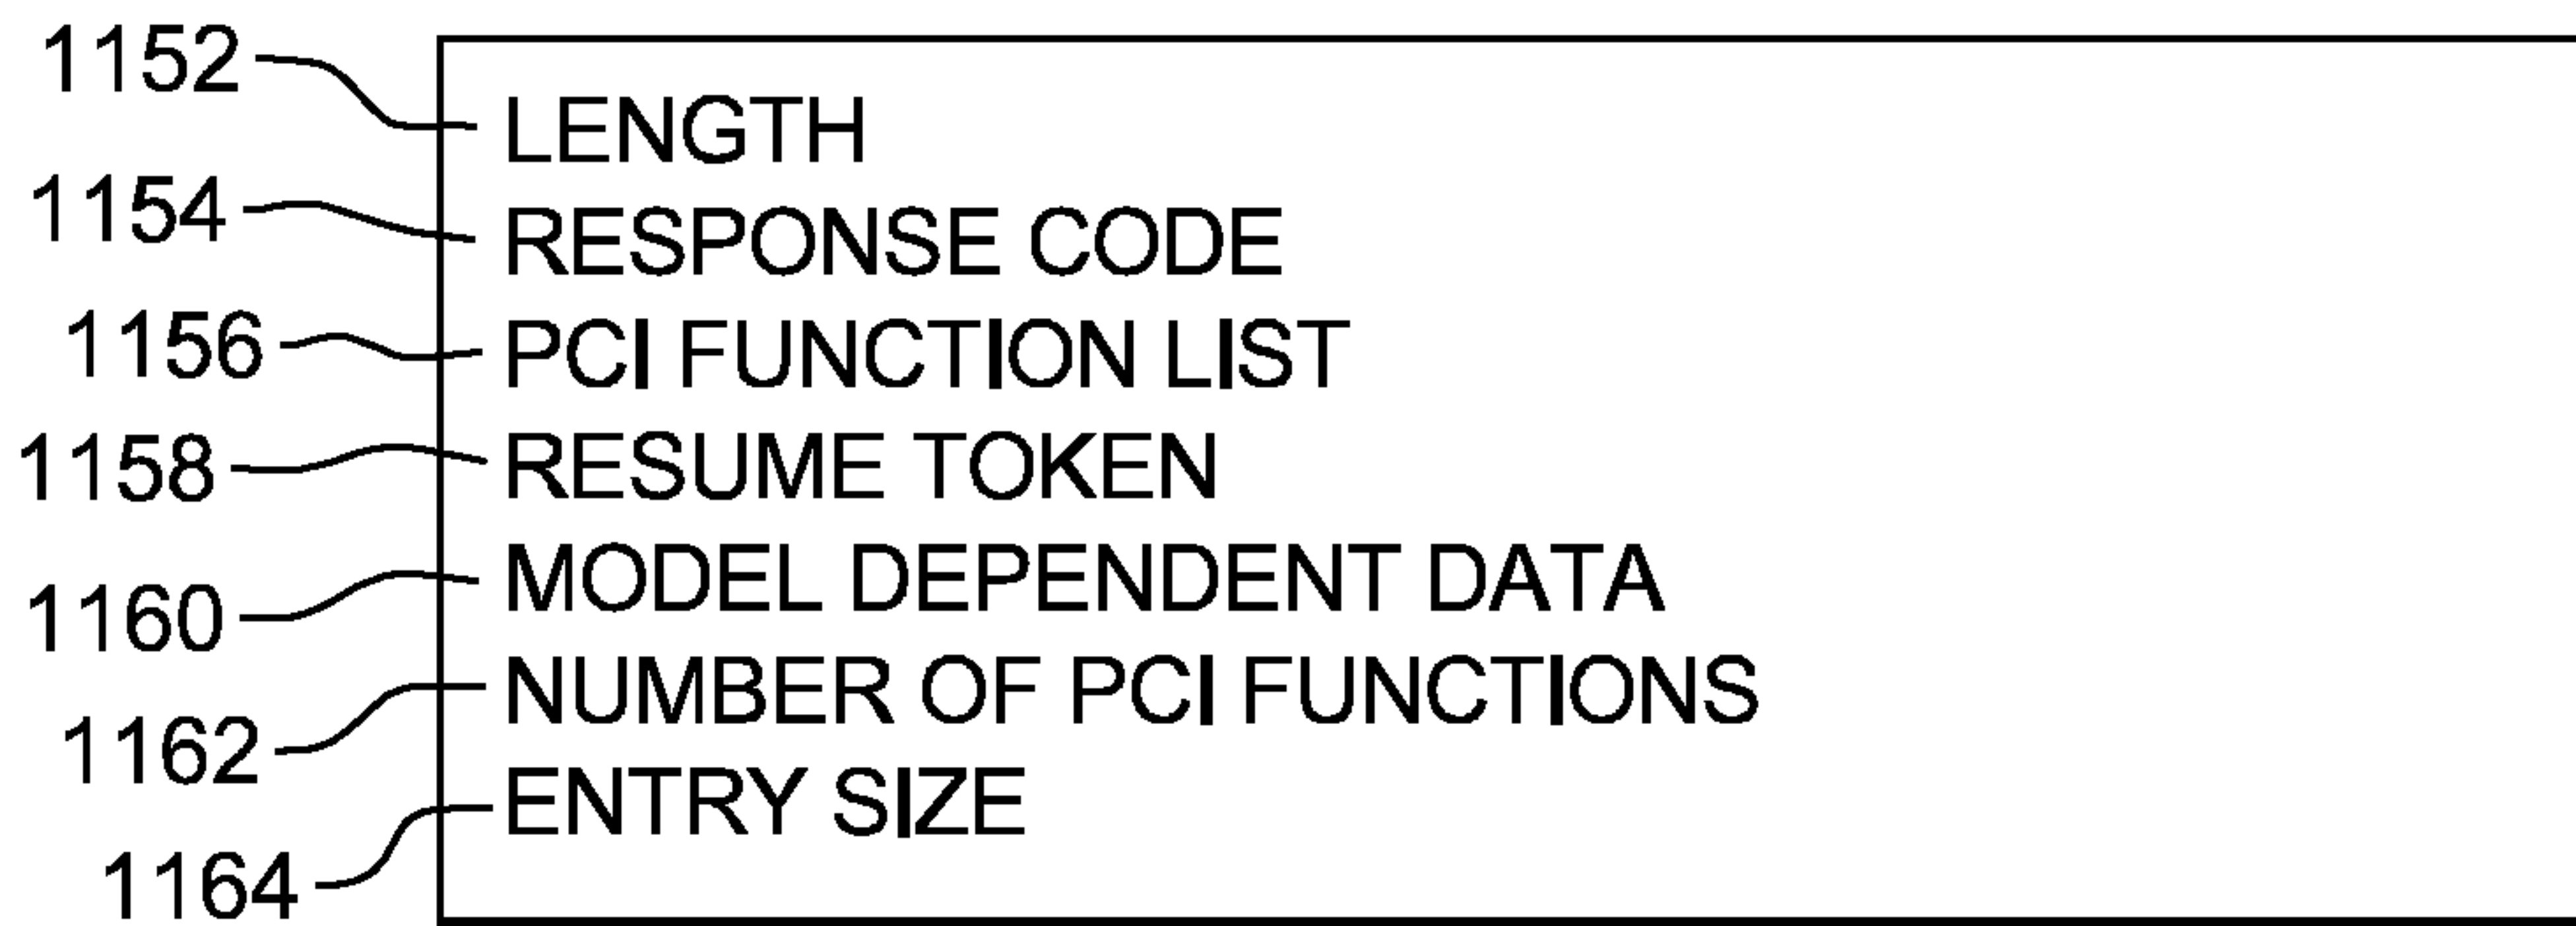 1152 LENGTH
1154 RESPONSE CODE
1156 PCI FUNCTION LIST
1158 RESUME TOKEN
1160 MODEL DEPENDENT DATA
1162 NUMBER OF PCI FUNCTIONS
1164 ENTRY SIZE